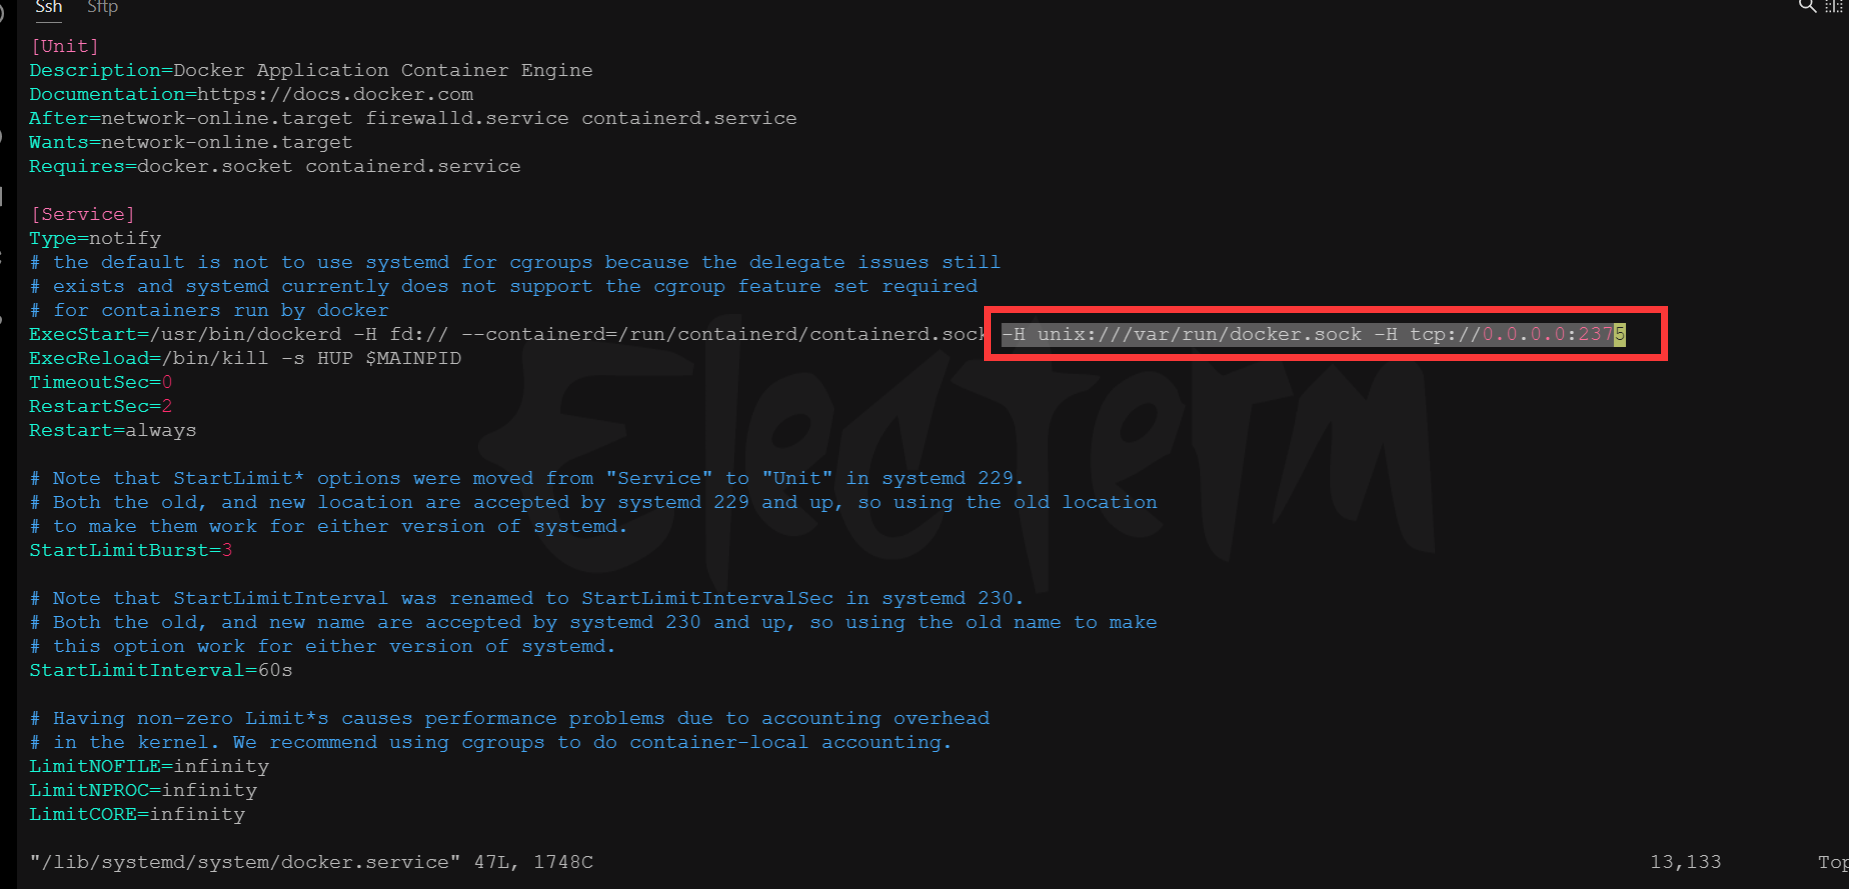 Ssh Sftp
[Unit]
Description=Docker Application Container Engine
Documentation=https://docs.docker.com
After=network-online.target firewalld.service containerd.service
Wants=network-online.target
Requires=docker.socket containerd.service
[Service]
Type=notify
# the default is not to use systemd for cgroups because the delegate issues still
# exists and systemd currently does not support the cgroup feature set required
# for containers run by docker
ExecStart=/usr/bin/dockerd -H fd:// --containerd=/run/containerd/containerd.sock -H unix:///var/run/docker.sock -H tcp://0.0.0.0:2375
ExecReload=/bin/kill -s HUP $MAINPID
TimeoutSec=0
RestartSec=2
Restart=always
# Note that StartLimit* options were moved from "Service" to "Unit" in systemd 229.
# Both the old, and new location are accepted by systemd 229 and up, so using the old location
# to make them work for either version of systemd.
StartLimitBurst=3
# Note that StartLimitInterval was renamed to StartLimitIntervalSec in systemd 230.
# Both the old, and new name are accepted by systemd 230 and up, so using the old name to make
# this option work for either version of systemd.
StartLimitInterval=60s
# Having non-zero Limit*s causes performance problems due to accounting overhead
# in the kernel. We recommend using cgroups to do container-local accounting.
LimitNOFILE=infinity
LimitNPROC=infinity
LimitCORE=infinity
"/lib/systemd/system/docker.service" 47L, 1748C 13,133 Top
Electerm